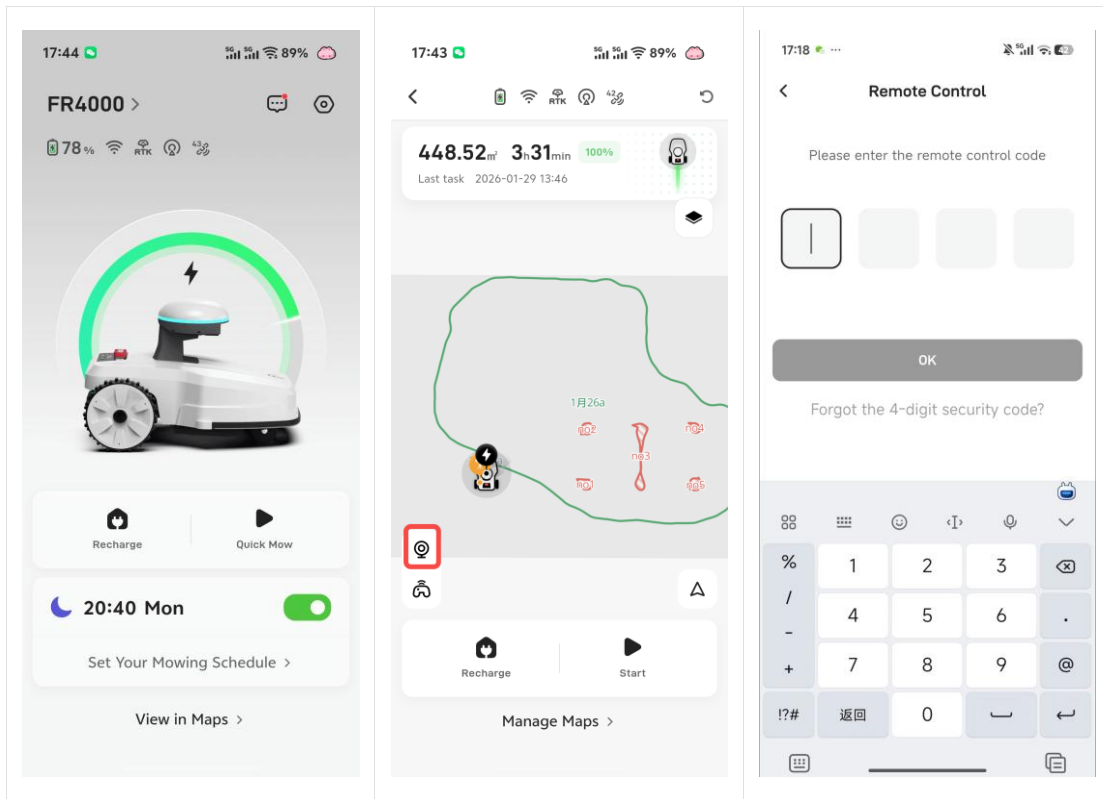 17:44
5G 5G 89%
FR4000 >
78% RTK 43
Recharge
Quick Mow
20:40 Mon
Set Your Mowing Schedule >
View in Maps >
17:43
5G 5G 89%
RTK 42
448.52m² 3h31min 100%
Last task 2026-01-29 13:46
1月26a
no2
no4
no3
no1
no5
Recharge
Start
Manage Maps >
17:18 ...
5G 42
Remote Control
Please enter the remote control code
OK
Forgot the 4-digit security code?
% 1 2 3
/ 4 5 6 .
-
+ 7 8 9 @
!?# 返回 0